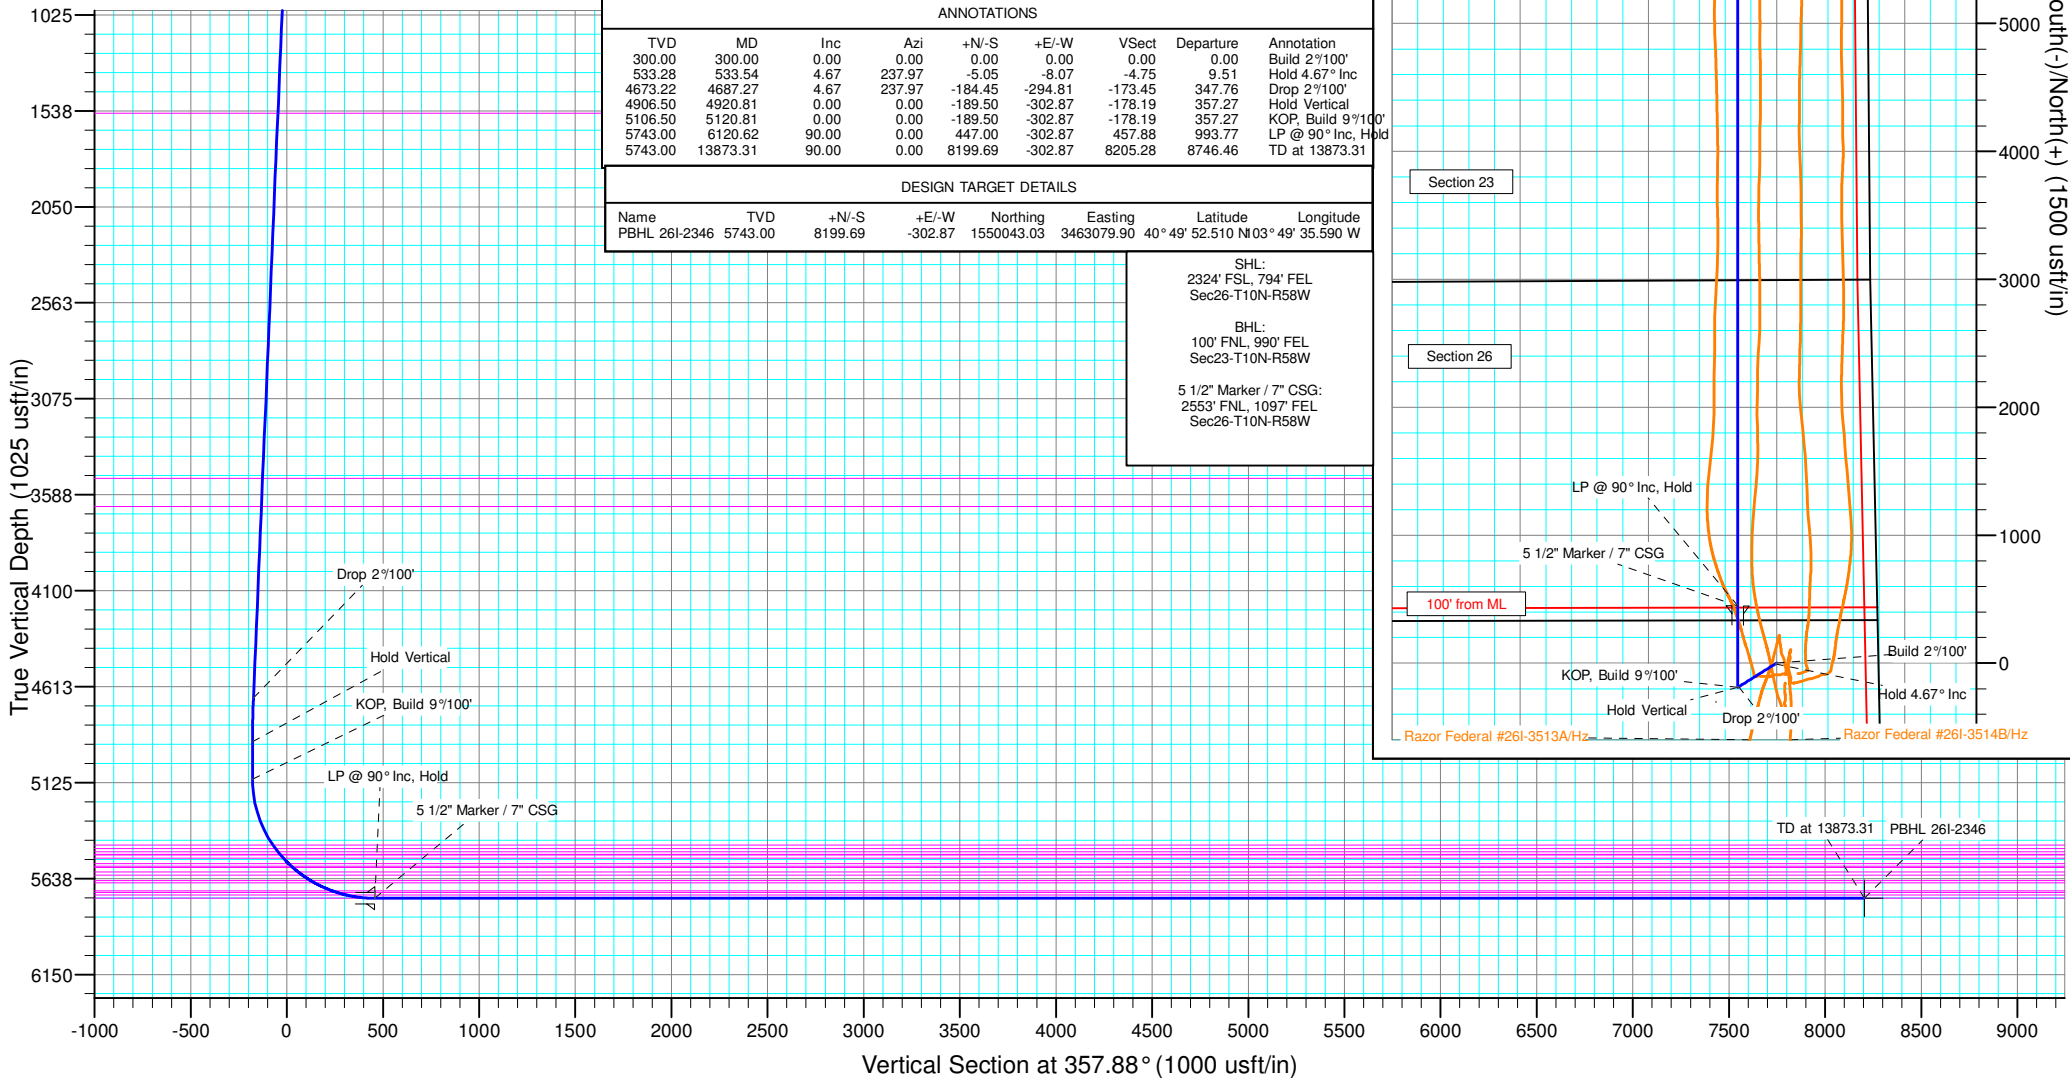 ANNOTATIONS
TVD MD Inc Azi +N/-S +E/-W VSect Departure Annotation
300.00 300.00 0.00 0.00 0.00 0.00 0.00 0.00 Build 2°/100'
533.28 533.54 4.67 237.97 -5.05 -8.07 -4.75 9.51 Hold 4.67° Inc
4673.22 4687.27 4.67 237.97 -184.45 -294.81 -173.45 347.76 Drop 2°/100'
4906.50 4920.81 0.00 0.00 -189.50 -302.87 -178.19 357.27 Hold Vertical
5106.50 5120.81 0.00 0.00 -189.50 -302.87 -178.19 357.27 KOP, Build 9°/100'
5743.00 6120.62 90.00 0.00 447.00 -302.87 457.88 993.77 LP @ 90° Inc, Hold
5743.00 13873.31 90.00 0.00 8199.69 -302.87 8205.28 8746.46 TD at 13873.31
DESIGN TARGET DETAILS
Name TVD +N/-S +E/-W Northing Easting Latitude Longitude
PBHL 26I-2346 5743.00 8199.69 -302.87 1550043.03 3463079.90 40° 49' 52.510 N 103° 49' 35.590 W
SHL:
2324' FSL, 794' FEL
Sec26-T10N-R58W
BHL:
100' FNL, 990' FEL
Sec23-T10N-R58W
5 1/2" Marker / 7" CSG:
2553' FNL, 1097' FEL
Sec26-T10N-R58W
True Vertical Depth (1025 usft/in)
1025
1538
2050
2563
3075
3588
4100
4613
5125
5638
6150
Drop 2°/100'
Hold Vertical
KOP, Build 9°/100'
LP @ 90° Inc, Hold
5 1/2" Marker / 7" CSG
TD at 13873.31
PBHL 26I-2346
-1000 -500 0 500 1000 1500 2000 2500 3000 3500 4000 4500 5000 5500 6000 6500 7000 7500 8000 8500 9000
Vertical Section at 357.88° (1000 usft/in)
Section 23
Section 26
LP @ 90° Inc, Hold
5 1/2" Marker / 7" CSG
100' from ML
KOP, Build 9°/100'
Hold Vertical
Drop 2°/100'
Build 2°/100'
Hold 4.67° Inc
Razor Federal #26I-3513A/Hz
Razor Federal #26I-3514B/Hz
5000
4000
3000
2000
1000
0
outh(-)/North(+) (1500 usft/in)